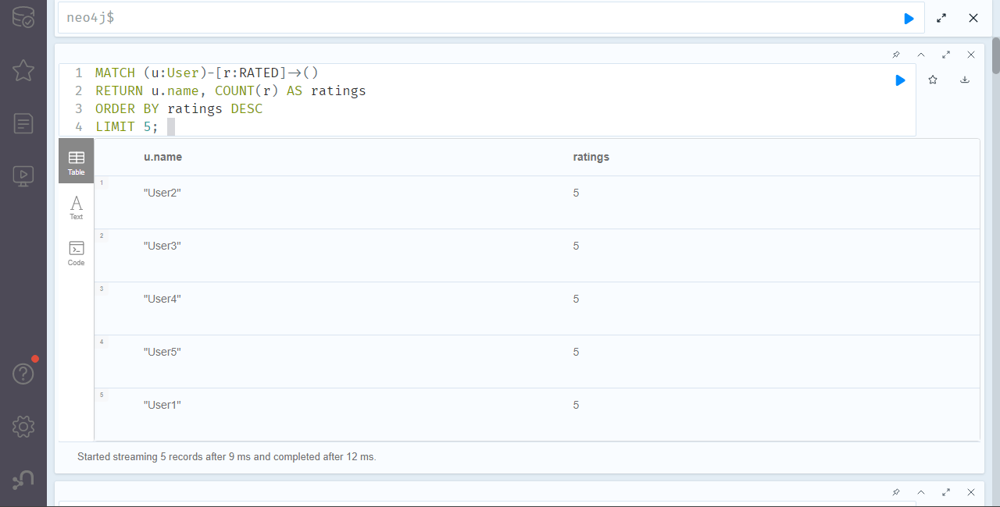 neo4j$
1 MATCH (u:User)-[r:RATED]->()
2 RETURN u.name, COUNT(r) AS ratings
3 ORDER BY ratings DESC
4 LIMIT 5;
Table
Text
Code
u.name ratings
1 "User2" 5
2 "User3" 5
3 "User4" 5
4 "User5" 5
5 "User1" 5
Started streaming 5 records after 9 ms and completed after 12 ms.